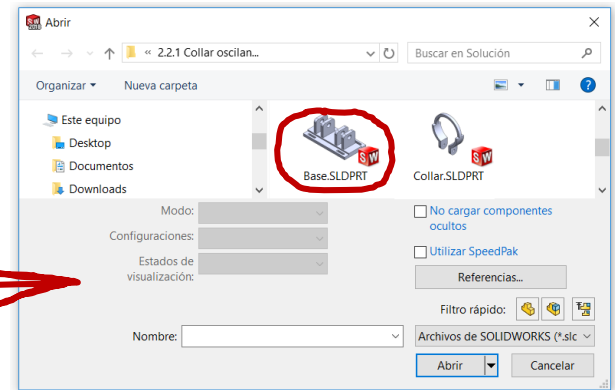 Abrir
« 2.2.1 Collar oscilan...
Buscar en Solución
Organizar
Nueva carpeta
Este equipo
Desktop
Documentos
Downloads
Base.SLDPRT
Collar.SLDPRT
Modo:
Configuraciones:
Estados de
visualización:
No cargar componentes
ocultos
Utilizar SpeedPak
Referencias...
Filtro rápido:
Nombre:
Archivos de SOLIDWORKS (*.slc
Abrir
Cancelar